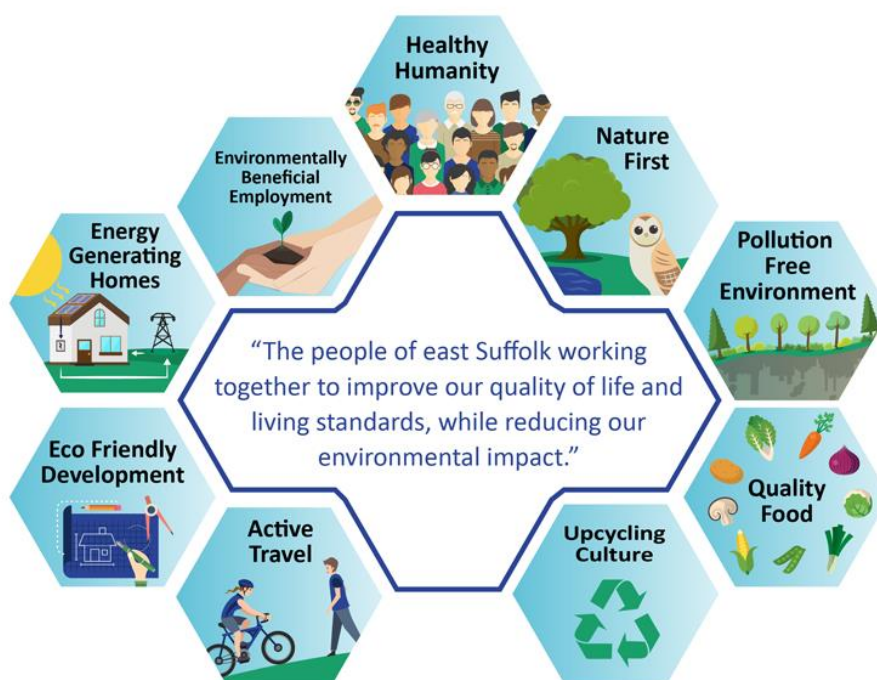 Healthy
Humanity
Environmentally
Beneficial
Employment
Nature
First
Energy
Generating
Homes
Pollution
Free
Environment
“The people of east Suffolk working
together to improve our quality of life and
living standards, while reducing our
environmental impact.”
Eco Friendly
Development
Quality
Food
Active
Travel
Upcycling
Culture